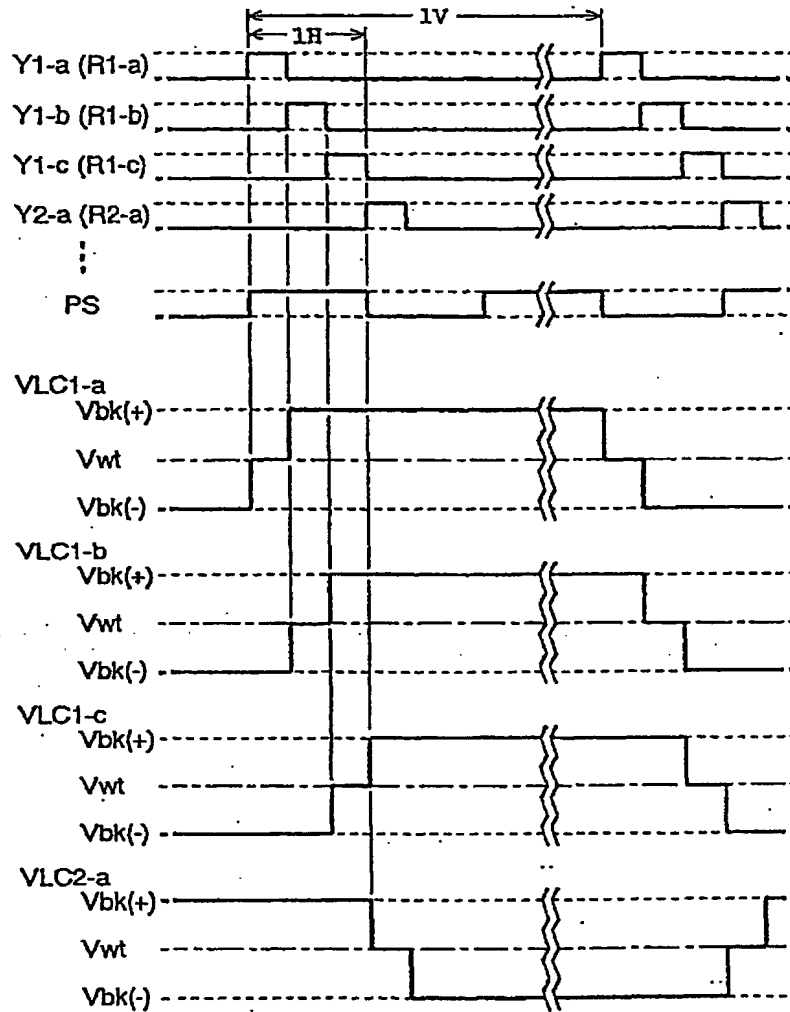 1V
1H
Y1-a (R1-a)
Y1-b (R1-b)
Y1-c (R1-c)
Y2-a (R2-a)
PS
VLC1-a
Vbk(+)
Vwt
Vbk(-)
VLC1-b
Vbk(+)
Vwt
Vbk(-)
VLC1-c
Vbk(+)
Vwt
Vbk(-)
VLC2-a
Vbk(+)
Vwt
Vbk(-)